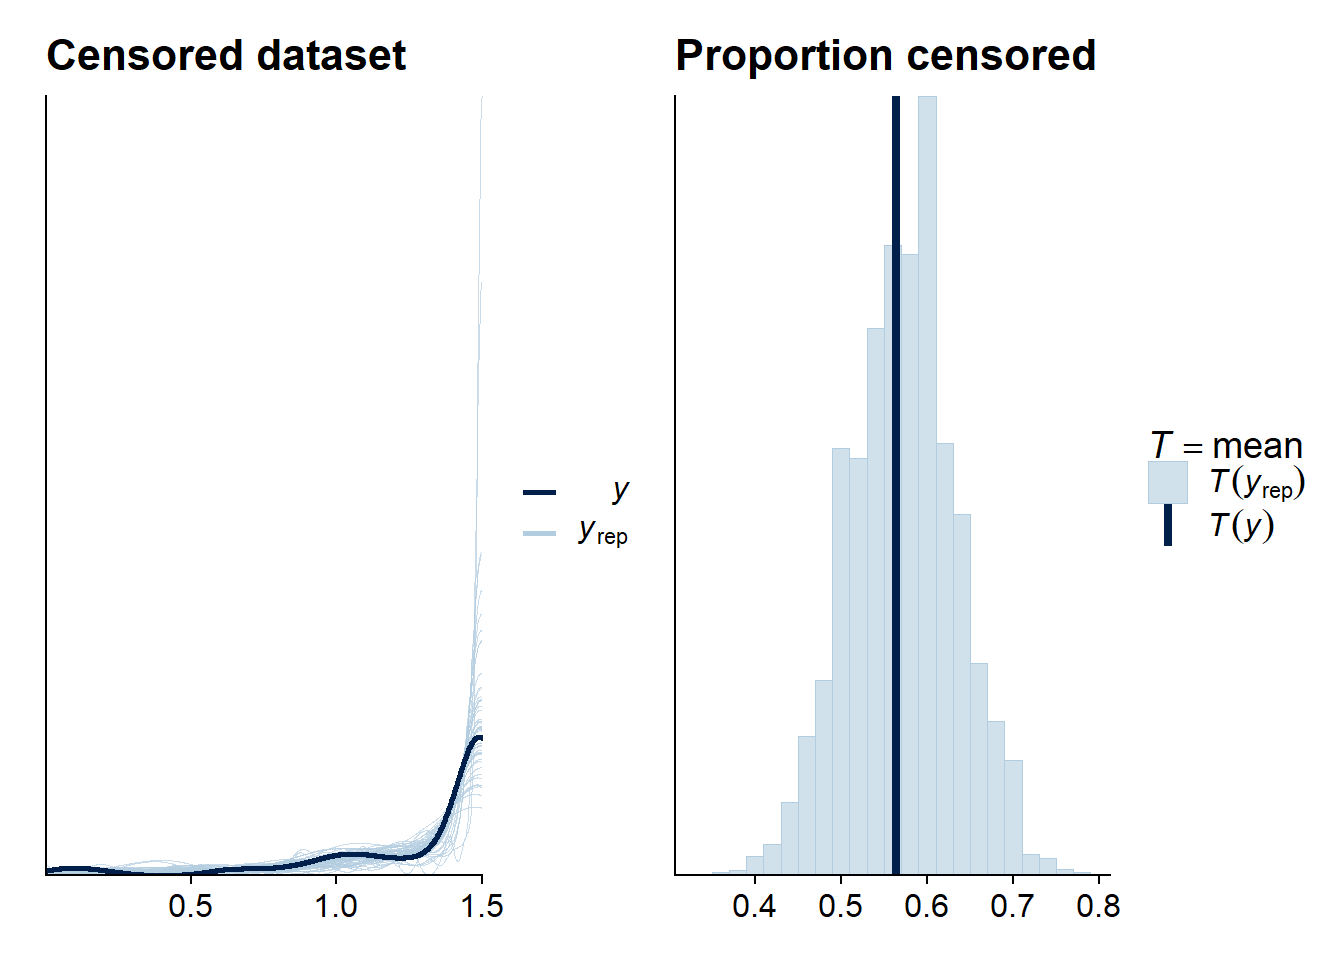 Censored dataset
0.5 1.0 1.5
y
y rep
Proportion censored
0.4 0.5 0.6 0.7 0.8
T = mean
T(y rep)
T(y)